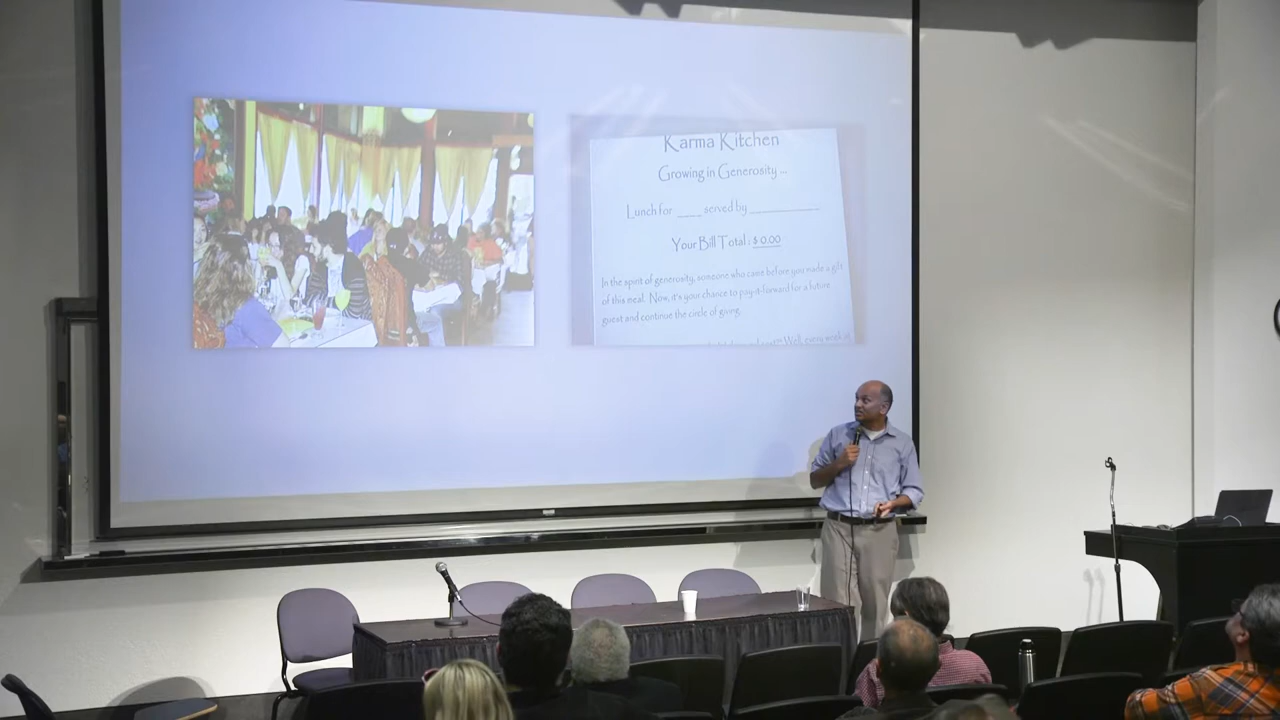 Karma Kitchen
Growing in Generosity ...
Lunch for ____ served by ____________
Your Bill Total : $ 0.00
In the spirit of generosity, someone who came before you made a gift
of this meal. Now, it's your chance to pay-it-forward for a future
guest and continue the circle of giving.